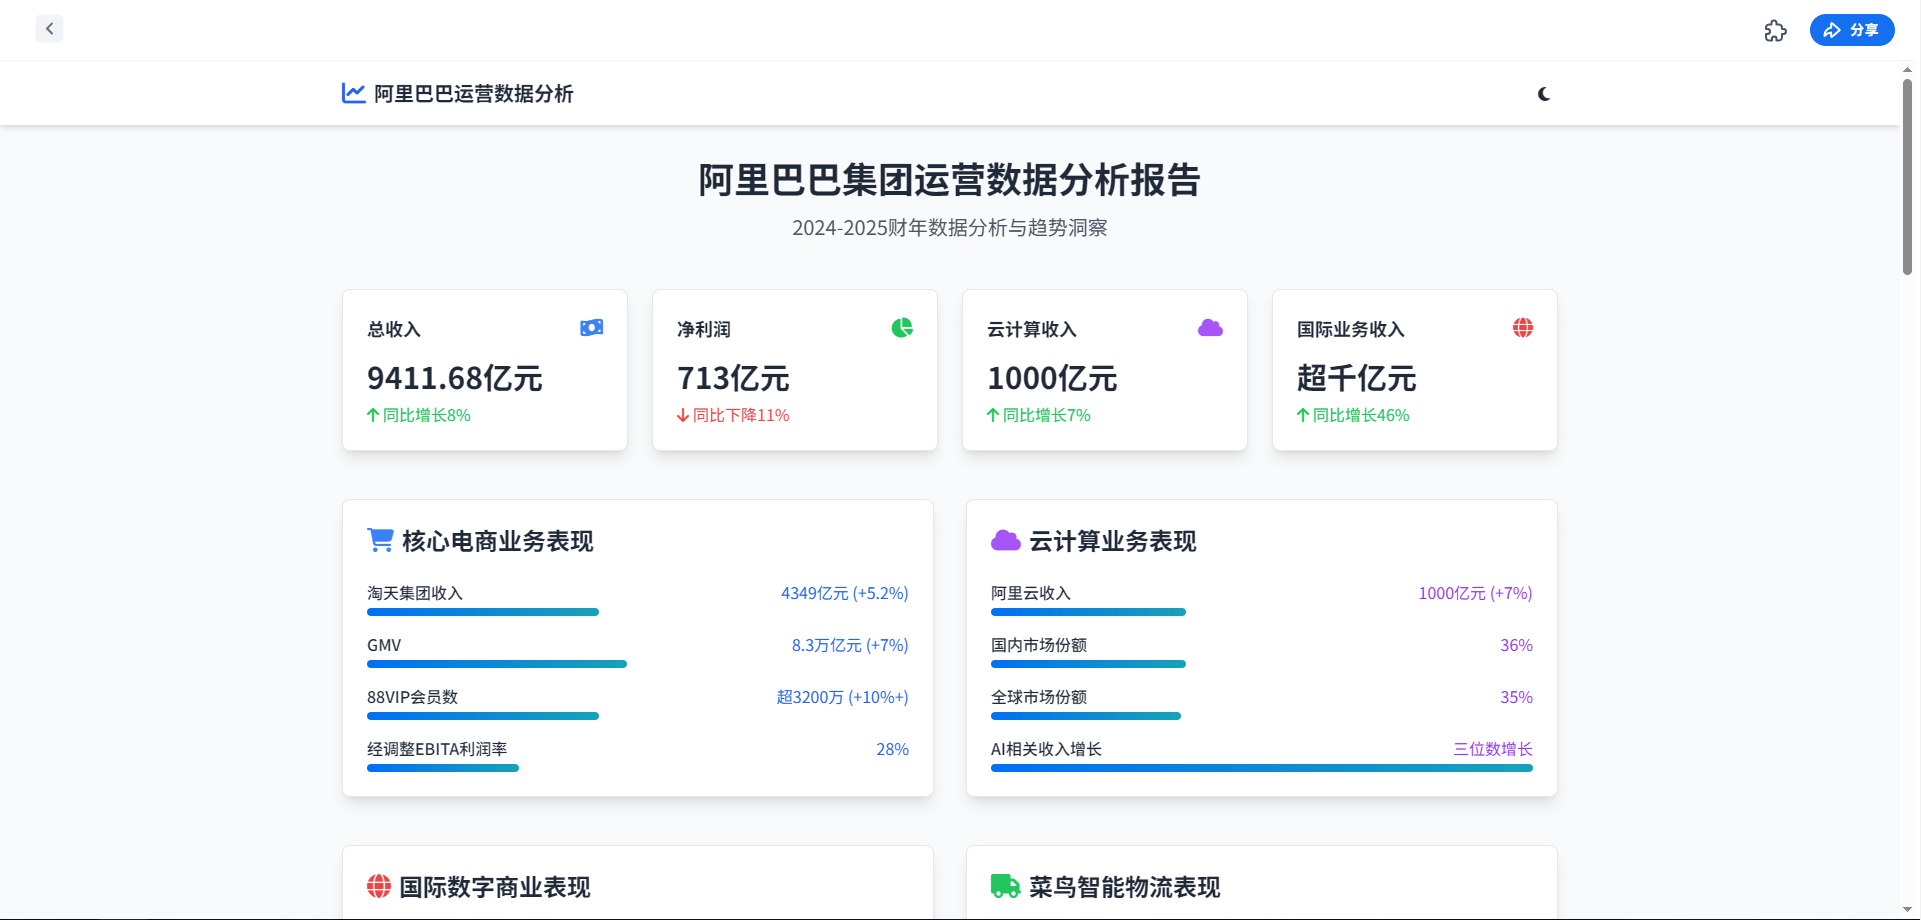 分享
阿里巴巴运营数据分析
阿里巴巴集团运营数据分析报告
2024-2025财年数据分析与趋势洞察
总收入
9411.68亿元
同比增长8%
净利润
713亿元
同比下降11%
云计算收入
1000亿元
同比增长7%
国际业务收入
超千亿元
同比增长46%
核心电商业务表现
淘天集团收入 4349亿元 (+5.2%)
GMV 8.3万亿元 (+7%)
88VIP会员数 超3200万 (+10%+)
经调整EBITA利润率 28%
云计算业务表现
阿里云收入 1000亿元 (+7%)
国内市场份额 36%
全球市场份额 35%
AI相关收入增长 三位数增长
国际数字商业表现
菜鸟智能物流表现